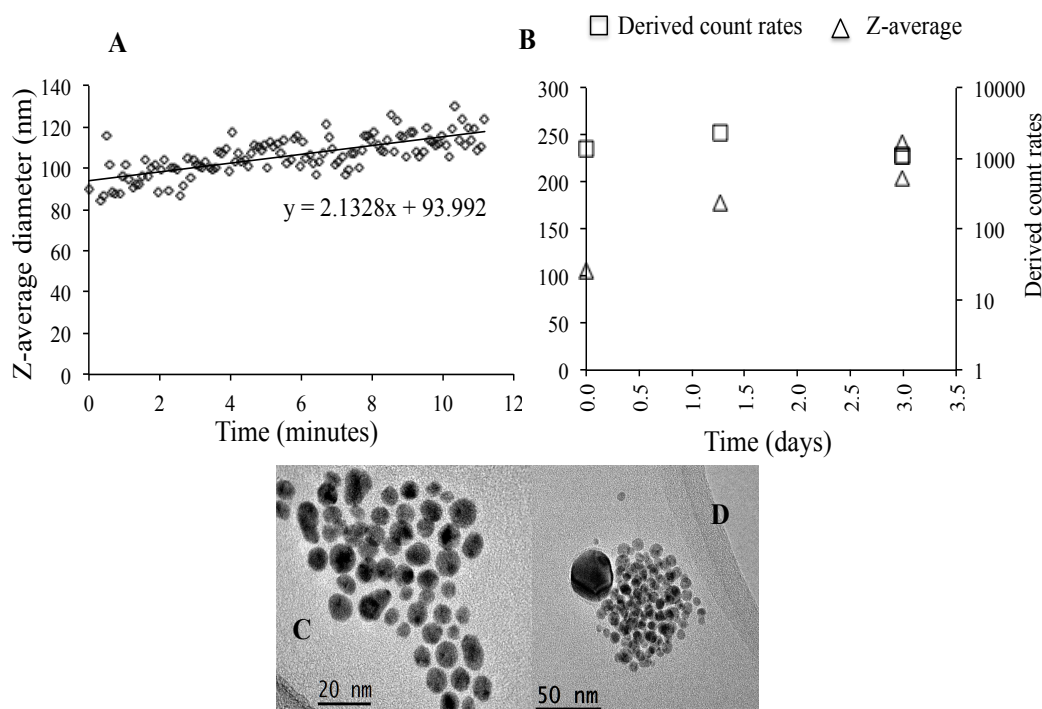 A
B
Derived count rates
Z-average
Z-average diameter (nm)
140
120
100
80
60
40
20
0
y = 2.1328x + 93.992
0 2 4 6 8 10 12
Time (minutes)
300
250
200
150
100
50
0
10000
1000
100
10
1
Derived count rates
0.0 0.5 1.0 1.5 2.0 2.5 3.0 3.5
Time (days)
C
20 nm
D
50 nm